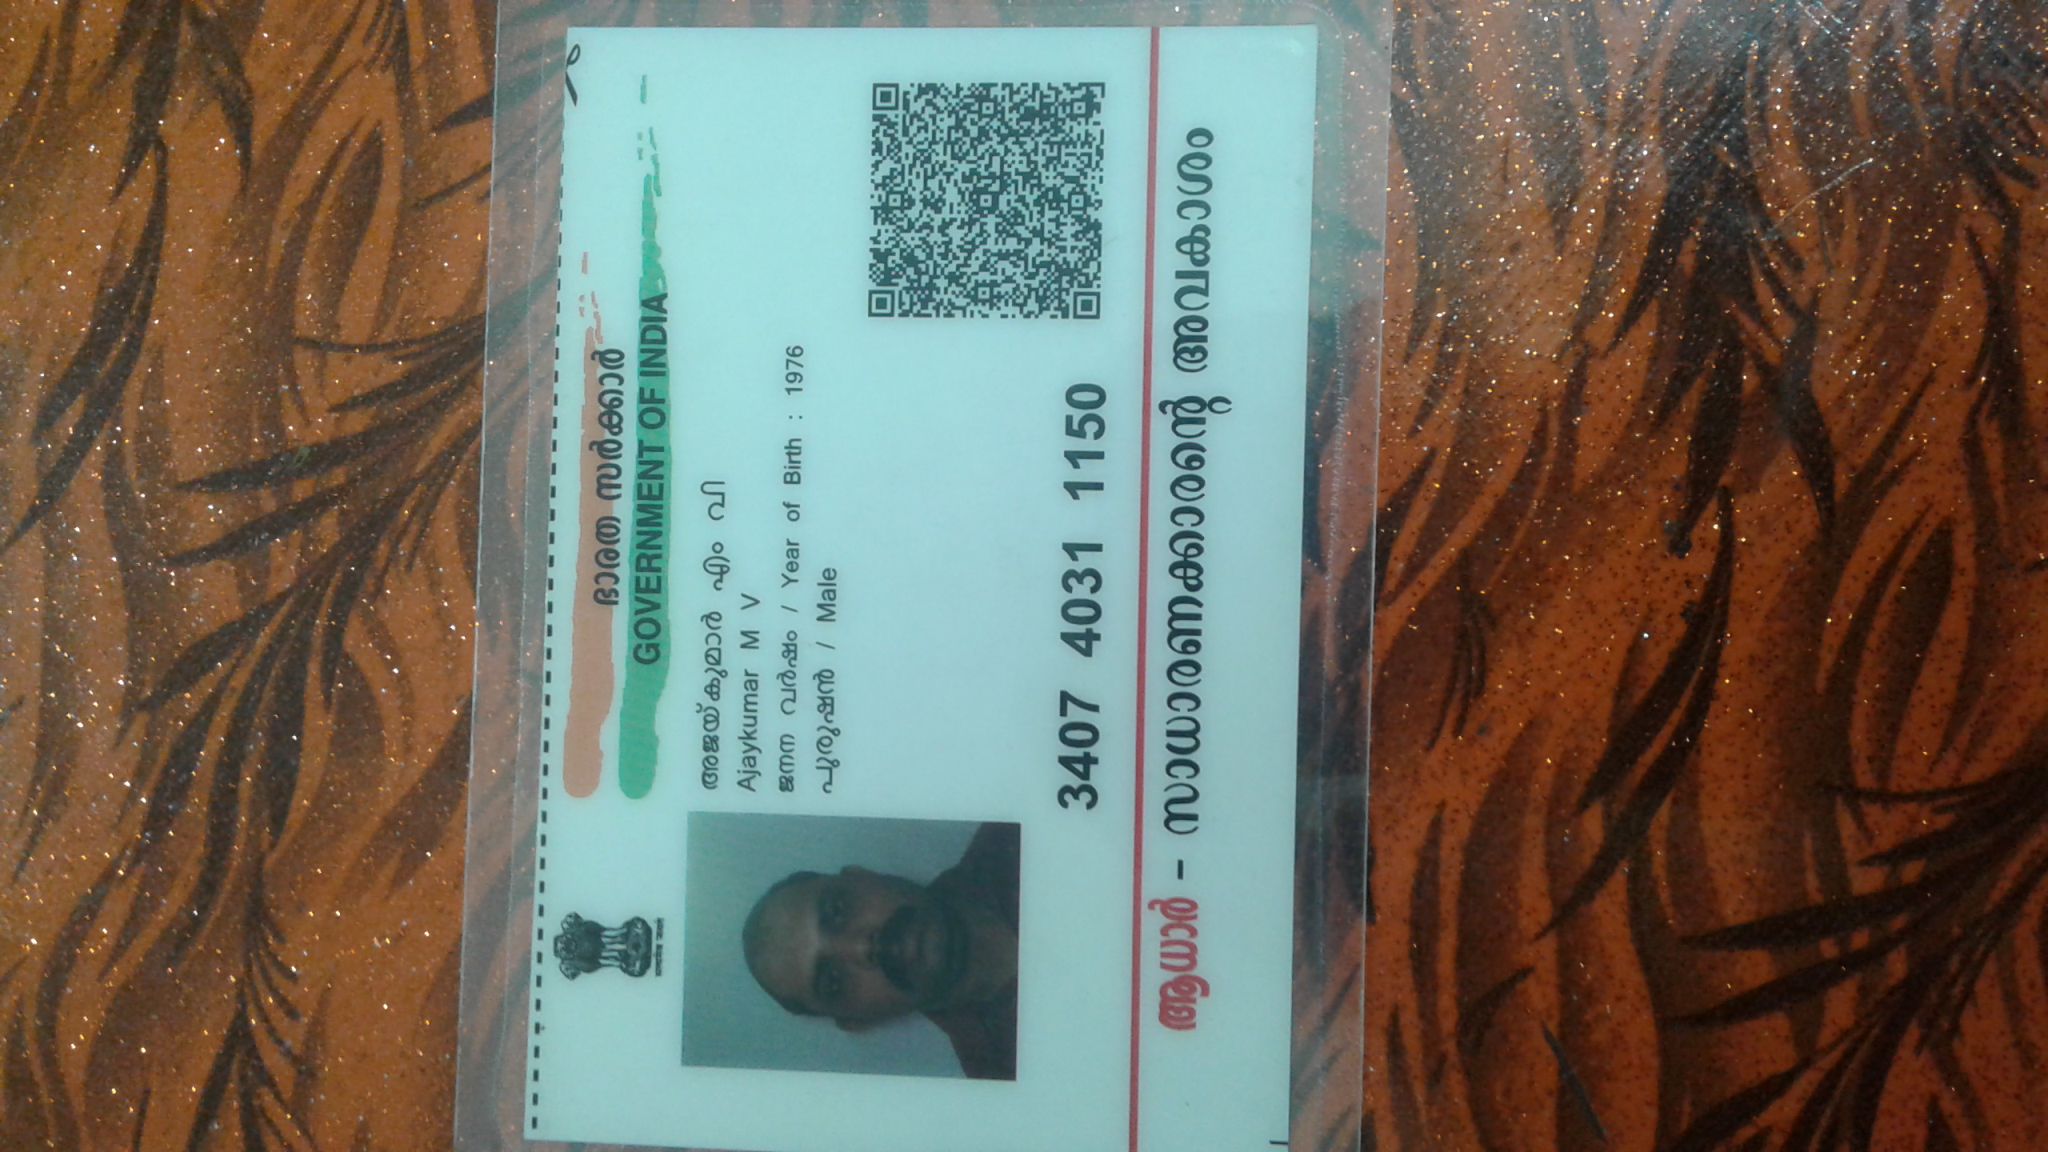 सत्यमेव जयते
ഭാരത സർക്കാർ
GOVERNMENT OF INDIA
അജയ്കുമാർ എം വി
Ajaykumar M V
ജനന വർഷം / Year of Birth : 1976
പുരുഷൻ / Male
3407 4031 1150
ആധാർ - സാധാരണക്കാരന്റെ അവകാശം